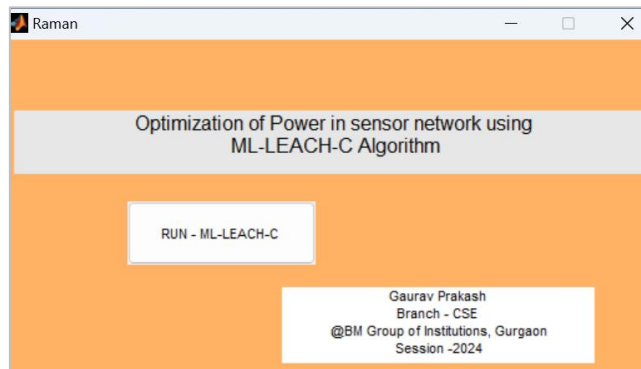 Raman
Optimization of Power in sensor network using
ML-LEACH-C Algorithm
RUN - ML-LEACH-C
Gaurav Prakash
Branch - CSE
@BM Group of Institutions, Gurgaon
Session -2024